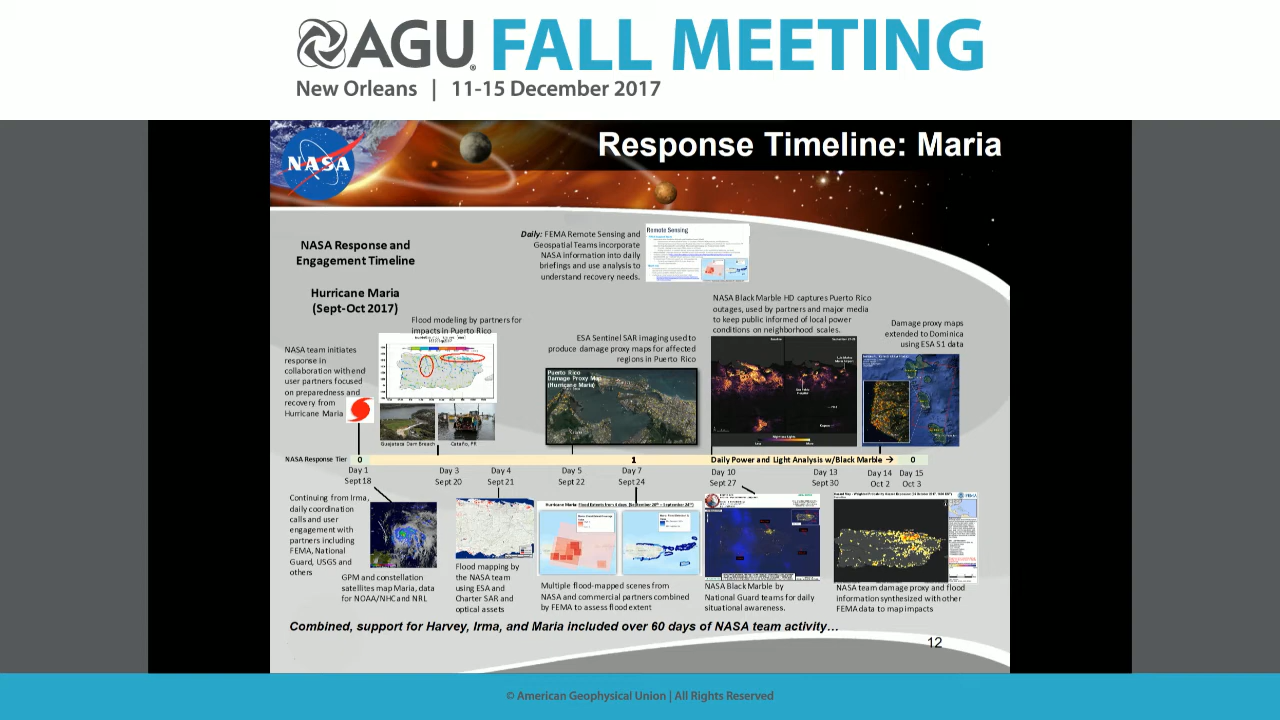 AGU FALL MEETING
New Orleans | 11-15 December 2017
NASA
Response Timeline: Maria
NASA Response and
Engagement Timeline
Hurricane Maria
(Sept-Oct 2017)
Daily: FEMA Remote Sensing and
Geospatial Teams incorporate
NASA information into daily
briefings and use analysis to
understand recovery needs.
Remote Sensing
NASA team initiates
response in
collaboration with end
user partners focused
on preparedness and
recovery from
Hurricane Maria
Flood modeling by partners for
impacts in Puerto Rico
Guajataca Dam Breach
Cataño, PR
ESA Sentinel SAR imaging used to
produce damage proxy maps for affected
regions in Puerto Rico
Puerto Rico
Damage Proxy Map
(Hurricane Maria)
NASA Black Marble HD captures Puerto Rico
outages, used by partners and major media
to keep public informed of local power
conditions on neighborhood scales.
Damage proxy maps
extended to Dominica
using ESA S1 data
NASA Response Tier 0 1 Daily Power and Light Analysis w/Black Marble → 0
Day 1 Day 3 Day 4 Day 5 Day 7 Day 10 Day 13 Day 14 Day 15
Sept 18 Sept 20 Sept 21 Sept 22 Sept 24 Sept 27 Sept 30 Oct 2 Oct 3
Continuing from Irma,
daily coordination
calls and user
engagement with
partners including
FEMA, National
Guard, USGS and
others
GPM and constellation
satellites map Maria, data
for NOAA/NHC and NRL
Flood mapping by
the NASA team
using ESA and
Charter SAR and
optical assets
Multiple flood-mapped scenes from
NASA and commercial partners combined
by FEMA to assess flood extent
NASA Black Marble by
National Guard teams for daily
situational awareness.
NASA team damage proxy and flood
information synthesized with other
FEMA data to map impacts
Combined, support for Harvey, Irma, and Maria included over 60 days of NASA team activity…
12
© American Geophysical Union | All Rights Reserved